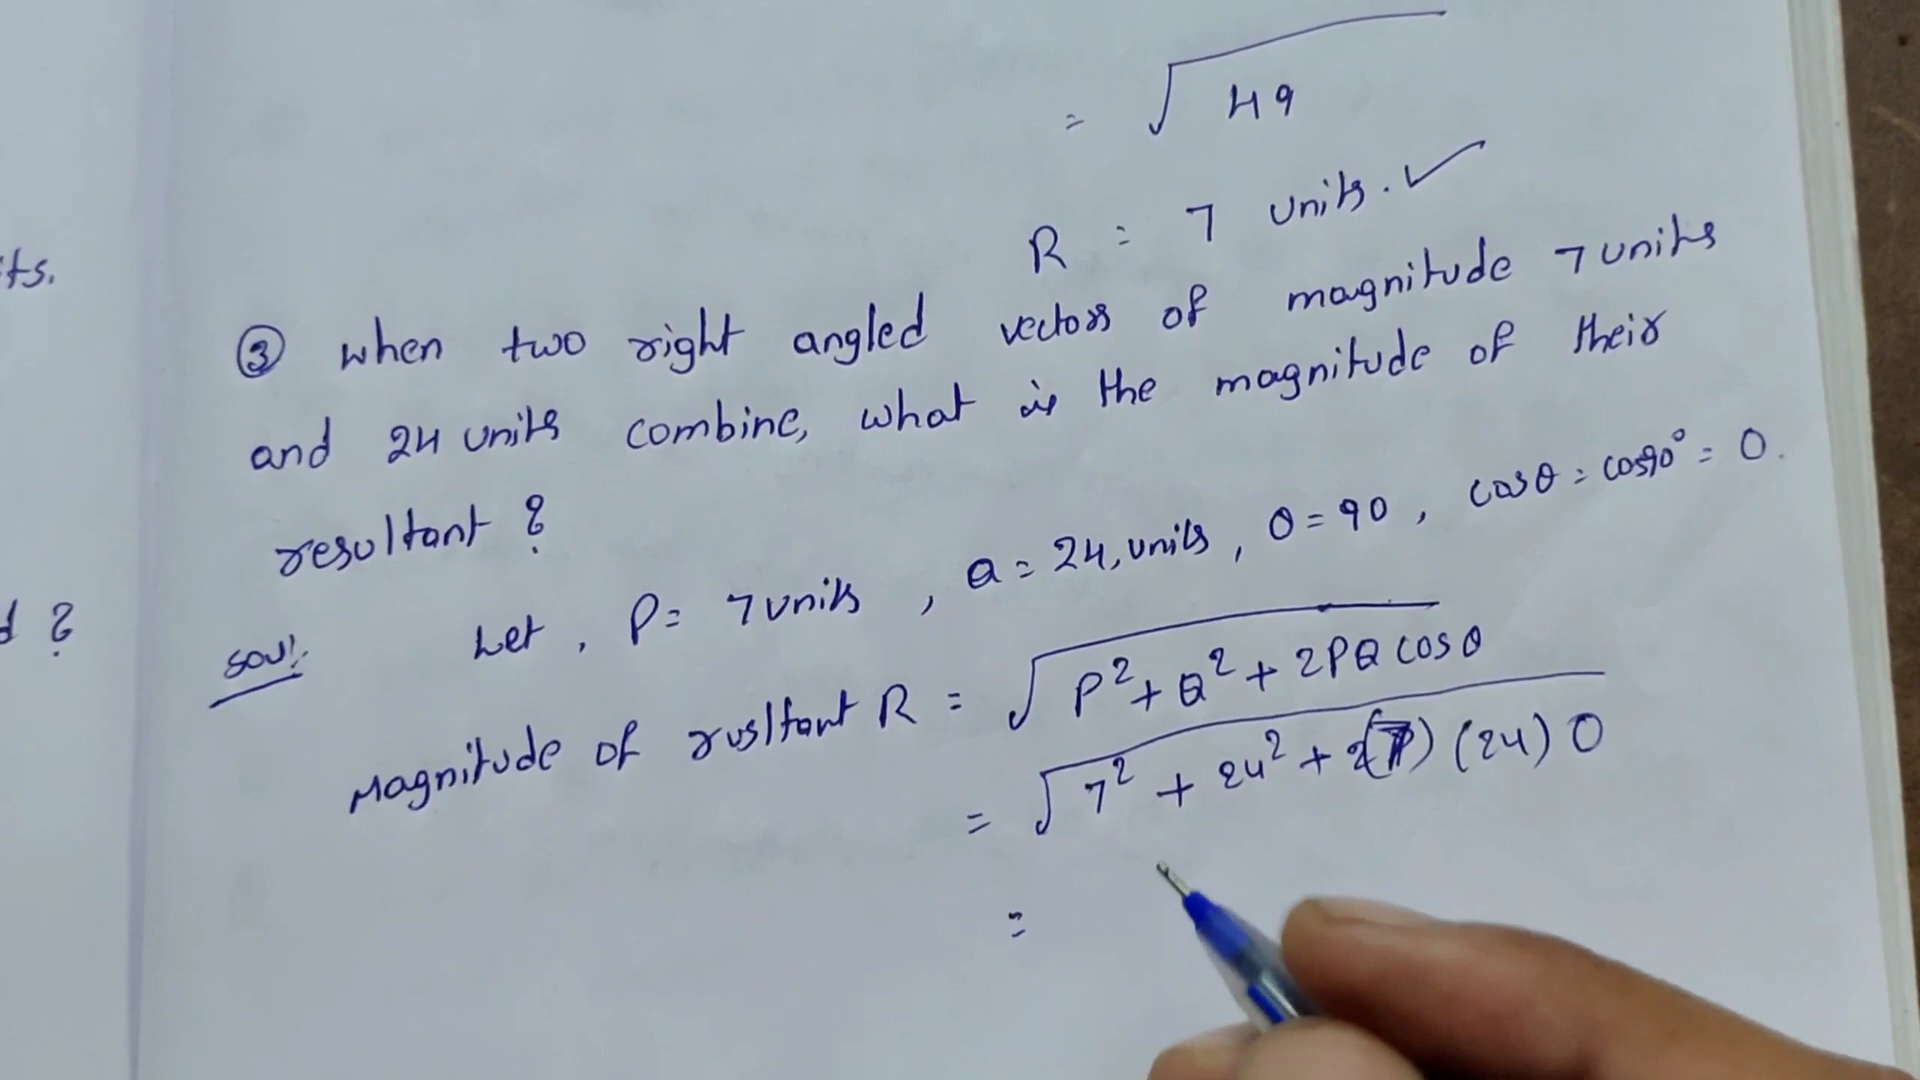 = √49
R = 7 units. ✓
ts.
③ when two right angled vectors of magnitude 7 units
and 24 units combine, what is the magnitude of their
resultant ?
d ?
Let, P = 7 units, Q = 24, units, θ = 90, cosθ = cos90° = 0.
Magnitude of R = √P² + Q² + 2PQ cosθ
= √7² + 24² + 2(7) (24) 0
=